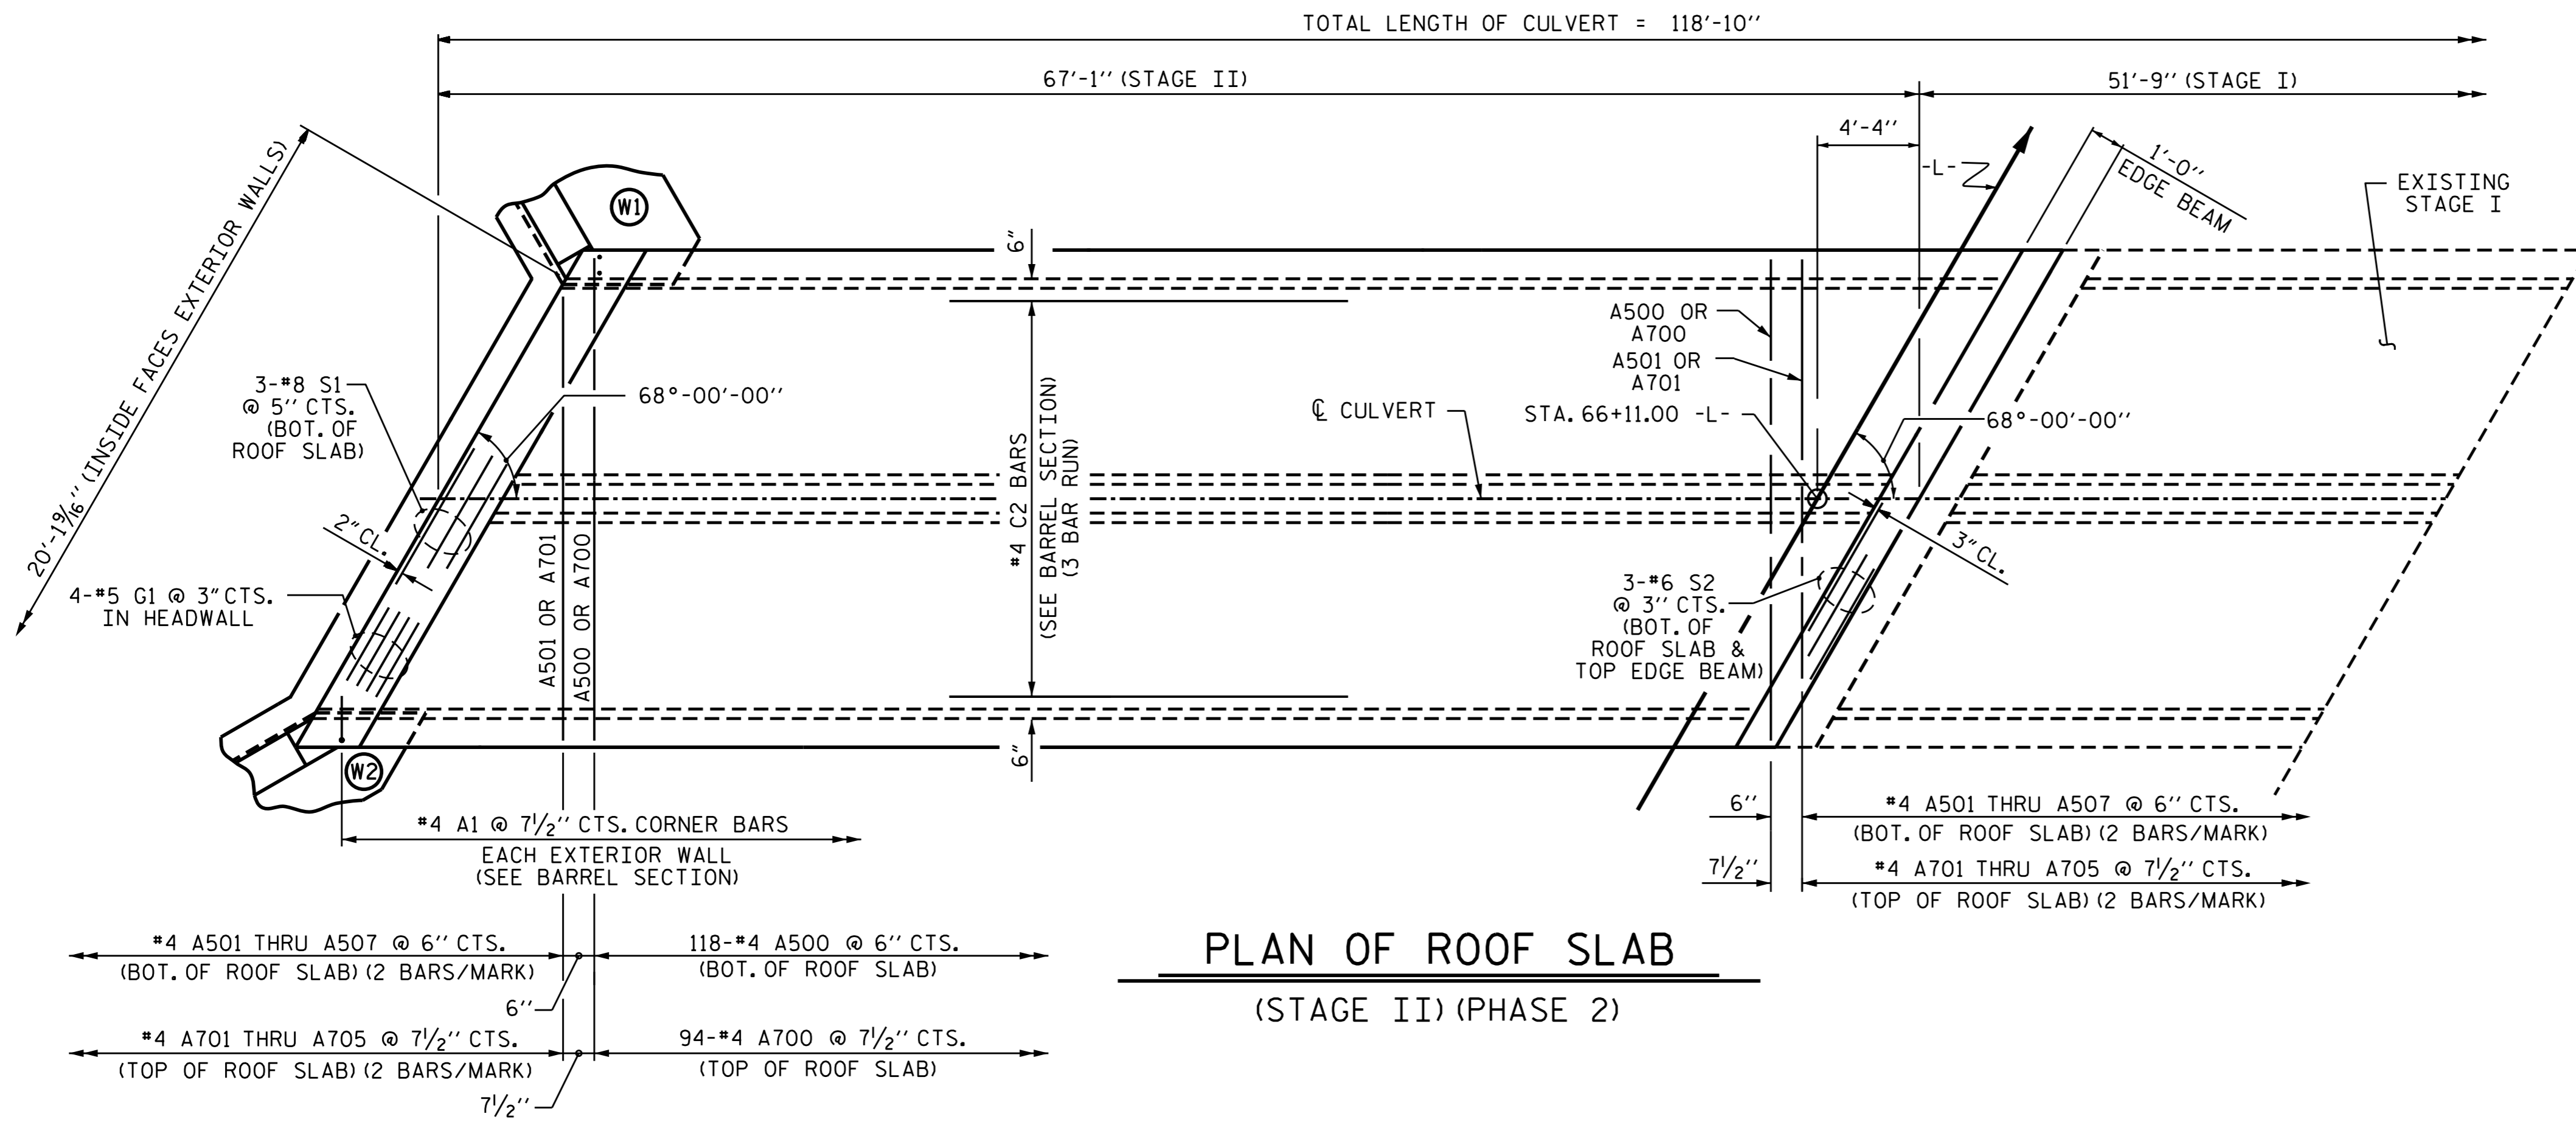 TOTAL LENGTH OF CULVERT = 118'-10''
67'-1'' (STAGE II)
51'-9'' (STAGE I)
4'-4''
-L-
1'-0''
EDGE BEAM
EXISTING
STAGE I
20'-1 9/16'' (INSIDE FACES EXTERIOR WALLS)
W1
6"
A500 OR
A700
A501 OR
A701
3-#8 S1
@ 5'' CTS.
(BOT. OF
ROOF SLAB)
68°-00'-00''
℄ CULVERT
STA. 66+11.00 -L-
68°-00'-00''
#4 C2 BARS
(SEE BARREL SECTION)
(3 BAR RUN)
2" CL.
A501 OR A701
A500 OR A700
3" CL.
4-#5 G1 @ 3" CTS.
IN HEADWALL
3-#6 S2
@ 3'' CTS.
(BOT. OF
ROOF SLAB &
TOP EDGE BEAM)
W2
6"
6''
#4 A501 THRU A507 @ 6'' CTS.
(BOT. OF ROOF SLAB) (2 BARS/MARK)
7 1/2''
#4 A701 THRU A705 @ 7 1/2'' CTS.
(TOP OF ROOF SLAB) (2 BARS/MARK)
#4 A1 @ 7 1/2'' CTS. CORNER BARS
EACH EXTERIOR WALL
(SEE BARREL SECTION)
#4 A501 THRU A507 @ 6'' CTS.
(BOT. OF ROOF SLAB) (2 BARS/MARK)
118-#4 A500 @ 6'' CTS.
(BOT. OF ROOF SLAB)
6''
#4 A701 THRU A705 @ 7 1/2'' CTS.
(TOP OF ROOF SLAB) (2 BARS/MARK)
94-#4 A700 @ 7 1/2'' CTS.
(TOP OF ROOF SLAB)
7 1/2''
PLAN OF ROOF SLAB
(STAGE II) (PHASE 2)